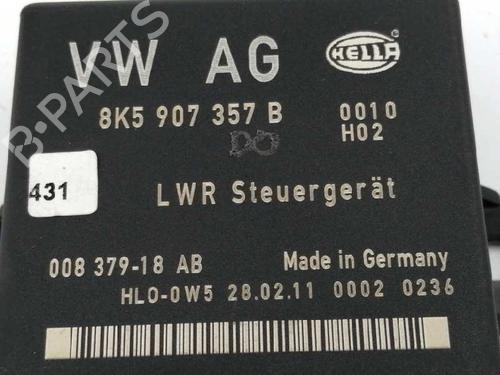 VW AG HELLA
8K5 907 357 B 0010
H02
DO
431
LWR Steuergerät
008 379-18 AB Made in Germany
HLO-0W5 28.02.11 0002 0236
B-PARTS